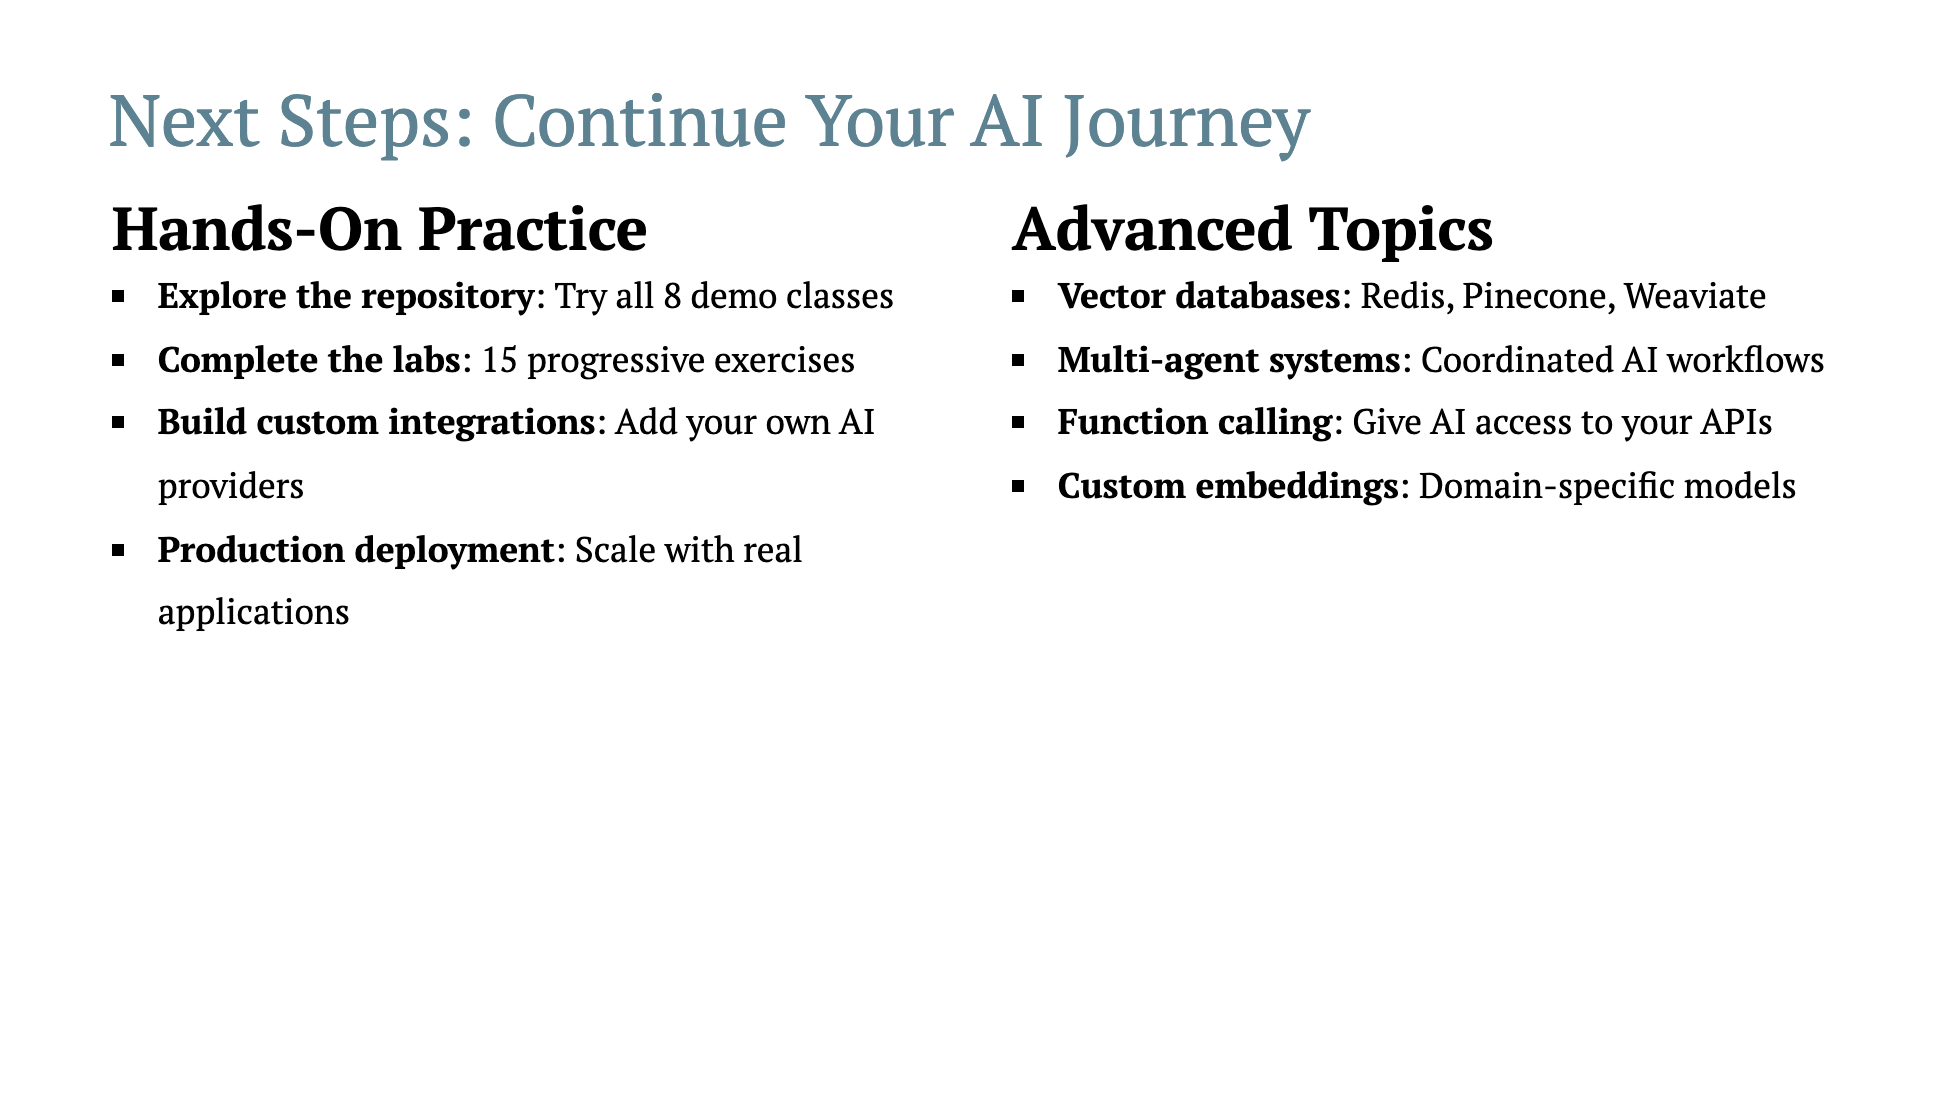 Next Steps: Continue Your AI Journey
Hands-On Practice
Explore the repository: Try all 8 demo classes
Complete the labs: 15 progressive exercises
Build custom integrations: Add your own AI
providers
Production deployment: Scale with real
applications
Advanced Topics
Vector databases: Redis, Pinecone, Weaviate
Multi-agent systems: Coordinated AI workflows
Function calling: Give AI access to your APIs
Custom embeddings: Domain-specific models